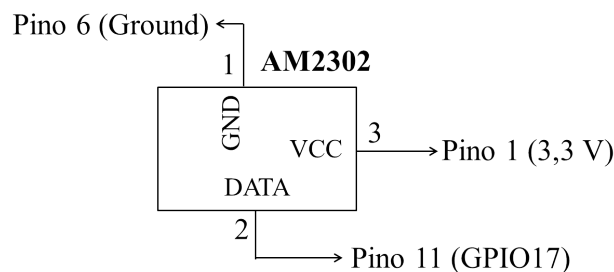 Pino 6 (Ground)
1
AM2302
GND
VCC
3
Pino 1 (3,3 V)
DATA
2
Pino 11 (GPIO17)